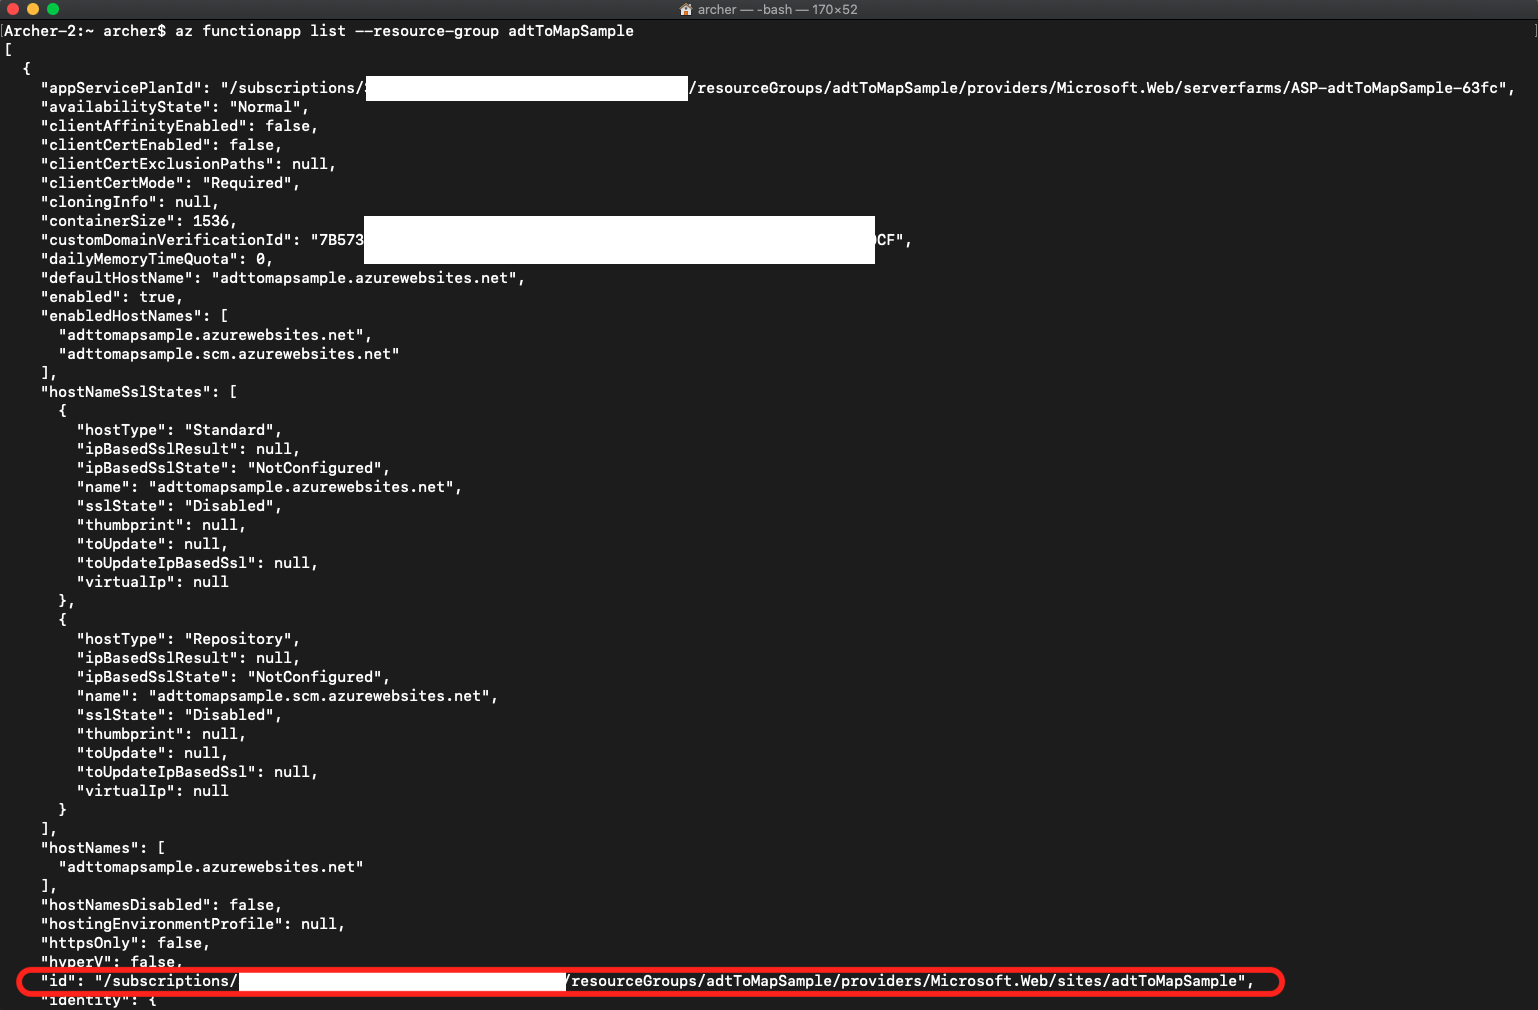 archer — -bash — 170×52
Archer-2:~ archer$ az functionapp list --resource-group adtToMapSample
[
  {
    "appServicePlanId": "/subscriptions/ /resourceGroups/adtToMapSample/providers/Microsoft.Web/serverfarms/ASP-adtToMapSample-63fc",
    "availabilityState": "Normal",
    "clientAffinityEnabled": false,
    "clientCertEnabled": false,
    "clientCertExclusionPaths": null,
    "clientCertMode": "Required",
    "cloningInfo": null,
    "containerSize": 1536,
    "customDomainVerificationId": "7B573 CF",
    "dailyMemoryTimeQuota": 0,
    "defaultHostName": "adttomapsample.azurewebsites.net",
    "enabled": true,
    "enabledHostNames": [
      "adttomapsample.azurewebsites.net",
      "adttomapsample.scm.azurewebsites.net"
    ],
    "hostNameSslStates": [
      {
        "hostType": "Standard",
        "ipBasedSslResult": null,
        "ipBasedSslState": "NotConfigured",
        "name": "adttomapsample.azurewebsites.net",
        "sslState": "Disabled",
        "thumbprint": null,
        "toUpdate": null,
        "toUpdateIpBasedSsl": null,
        "virtualIp": null
      },
      {
        "hostType": "Repository",
        "ipBasedSslResult": null,
        "ipBasedSslState": "NotConfigured",
        "name": "adttomapsample.scm.azurewebsites.net",
        "sslState": "Disabled",
        "thumbprint": null,
        "toUpdate": null,
        "toUpdateIpBasedSsl": null,
        "virtualIp": null
      }
    ],
    "hostNames": [
      "adttomapsample.azurewebsites.net"
    ],
    "hostNamesDisabled": false,
    "hostingEnvironmentProfile": null,
    "httpsOnly": false,
    "hyperV": false,
    "id": "/subscriptions/ /resourceGroups/adtToMapSample/providers/Microsoft.Web/sites/adtToMapSample",
    "identity": {